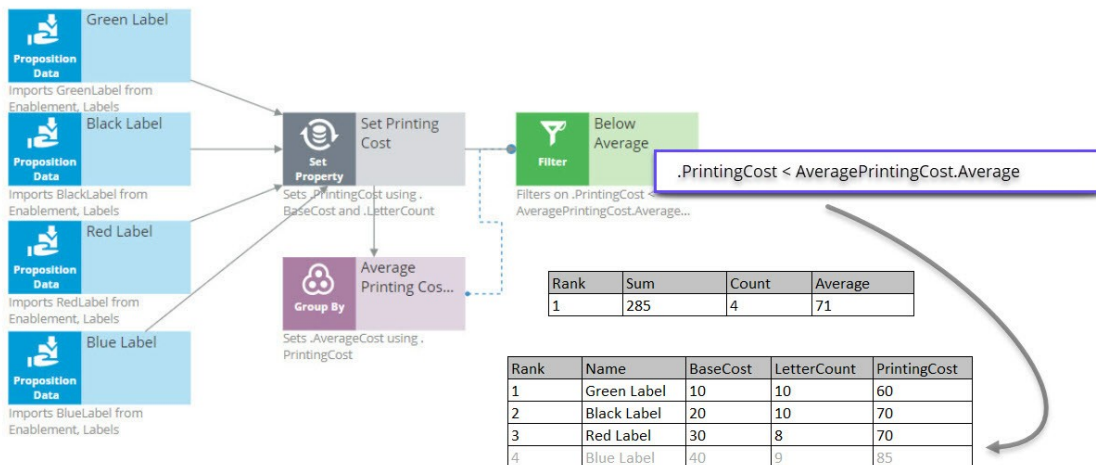 Green Label
Proposition
Data
Imports GreenLabel from
Enablement, Labels
Black Label
Proposition
Data
Imports BlackLabel from
Enablement, Labels
Red Label
Proposition
Data
Imports RedLabel from
Enablement, Labels
Blue Label
Proposition
Data
Imports BlueLabel from
Enablement, Labels
Set Printing
Cost
Set
Property
Sets .PrintingCost using .
BaseCost and .LetterCount
Average
Printing Cos...
Group By
Sets .AverageCost using .
PrintingCost
Below
Average
Filter
Filters on .PrintingCost <
AveragePrintingCost.Average...
.PrintingCost < AveragePrintingCost.Average
Rank Sum Count Average
1 285 4 71
Rank Name BaseCost LetterCount PrintingCost
1 Green Label 10 10 60
2 Black Label 20 10 70
3 Red Label 30 8 70
4 Blue Label 40 9 85